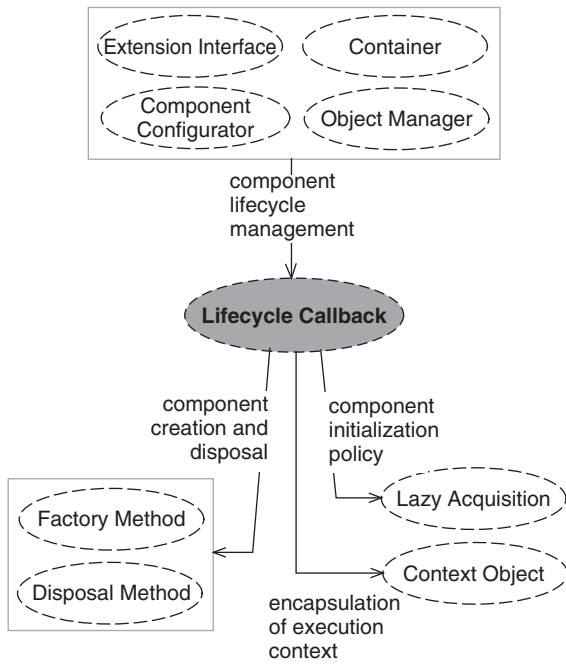 Extension Interface
Container
Component
Configurator
Object Manager
component
lifecycle
management
Lifecycle Callback
component
creation and
disposal
component
initialization
policy
Factory Method
Disposal Method
Lazy Acquisition
Context Object
encapsulation
of execution
context